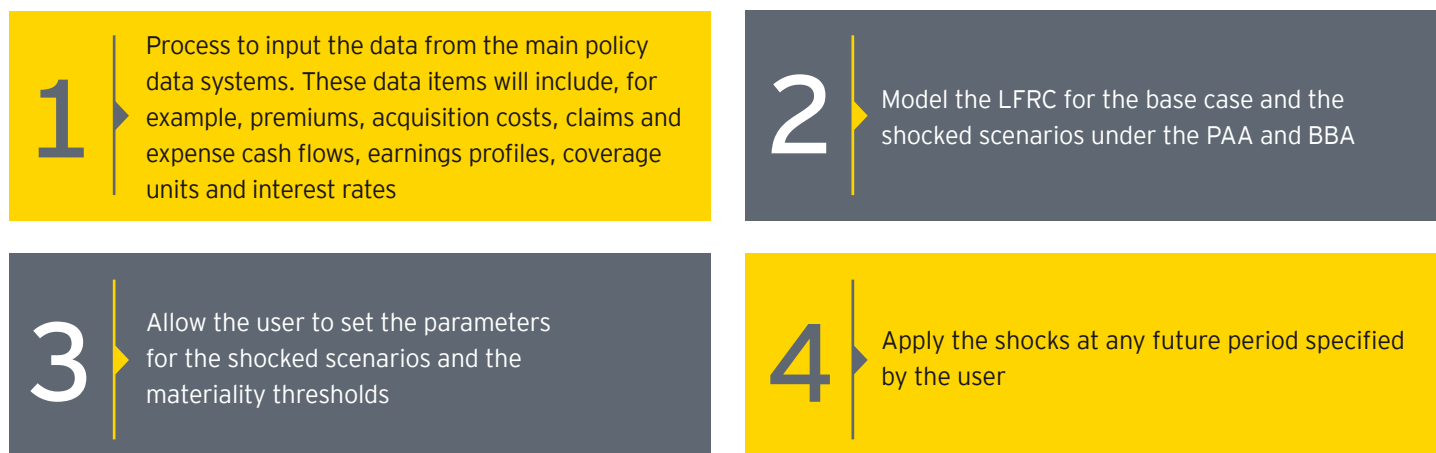 1
Process to input the data from the main policy
data systems. These data items will include, for
example, premiums, acquisition costs, claims and
expense cash flows, earnings profiles, coverage
units and interest rates
2
Model the LFRC for the base case and the
shocked scenarios under the PAA and BBA
3
Allow the user to set the parameters
for the shocked scenarios and the
materiality thresholds
4
Apply the shocks at any future period specified
by the user